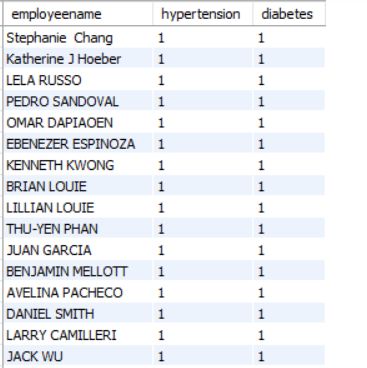 employeename hypertension diabetes
Stephanie  Chang 1 1
Katherine J Hoeber 1 1
LELA RUSSO 1 1
PEDRO SANDOVAL 1 1
OMAR DAPIAOEN 1 1
EBENEZER ESPINOZA 1 1
KENNETH KWONG 1 1
BRIAN LOUIE 1 1
LILLIAN LOUIE 1 1
THU-YEN PHAN 1 1
JUAN GARCIA 1 1
BENJAMIN MELLOTT 1 1
AVELINA PACHECO 1 1
DANIEL SMITH 1 1
LARRY CAMILLERI 1 1
JACK WU 1 1